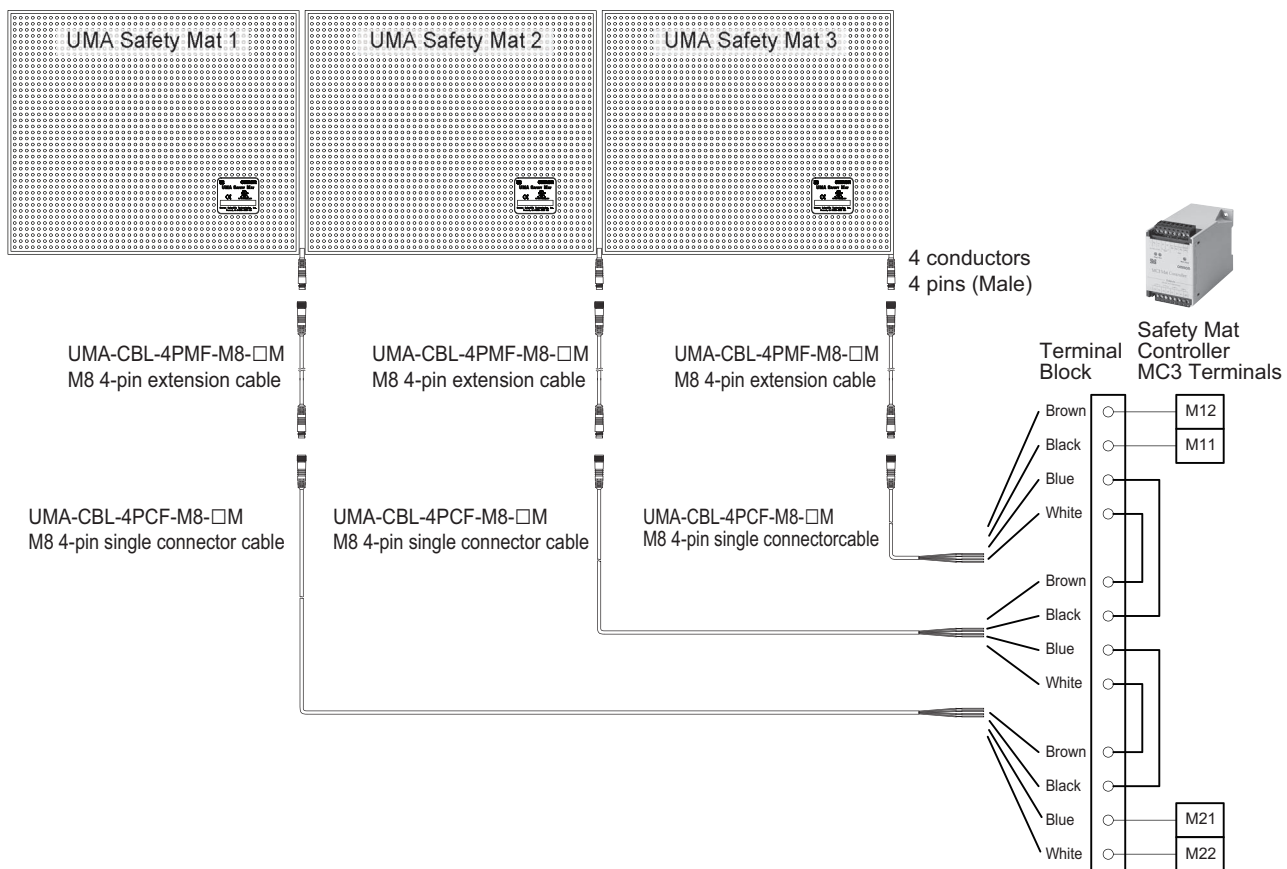 UMA Safety Mat 1
UMA Safety Mat 2
UMA Safety Mat 3
4 conductors
4 pins (Male)
UMA-CBL-4PMF-M8-□M
M8 4-pin extension cable
UMA-CBL-4PMF-M8-□M
M8 4-pin extension cable
UMA-CBL-4PMF-M8-□M
M8 4-pin extension cable
Terminal
Block
Safety Mat
Controller
MC3 Terminals
UMA-CBL-4PCF-M8-□M
M8 4-pin single connector cable
UMA-CBL-4PCF-M8-□M
M8 4-pin single connector cable
UMA-CBL-4PCF-M8-□M
M8 4-pin single connectorcable
Brown
M12
Black
M11
Blue
White
Brown
Black
Blue
White
Brown
Black
Blue
M21
White
M22